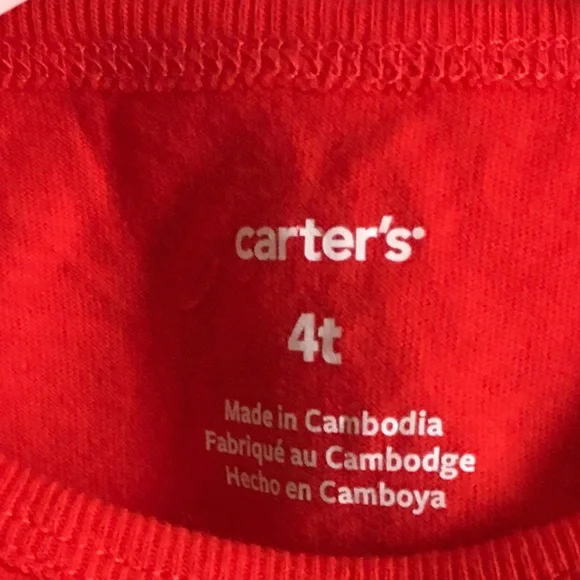 carter's
4t
Made in Cambodia
Fabriqué au Cambodge
Hecho en Camboya